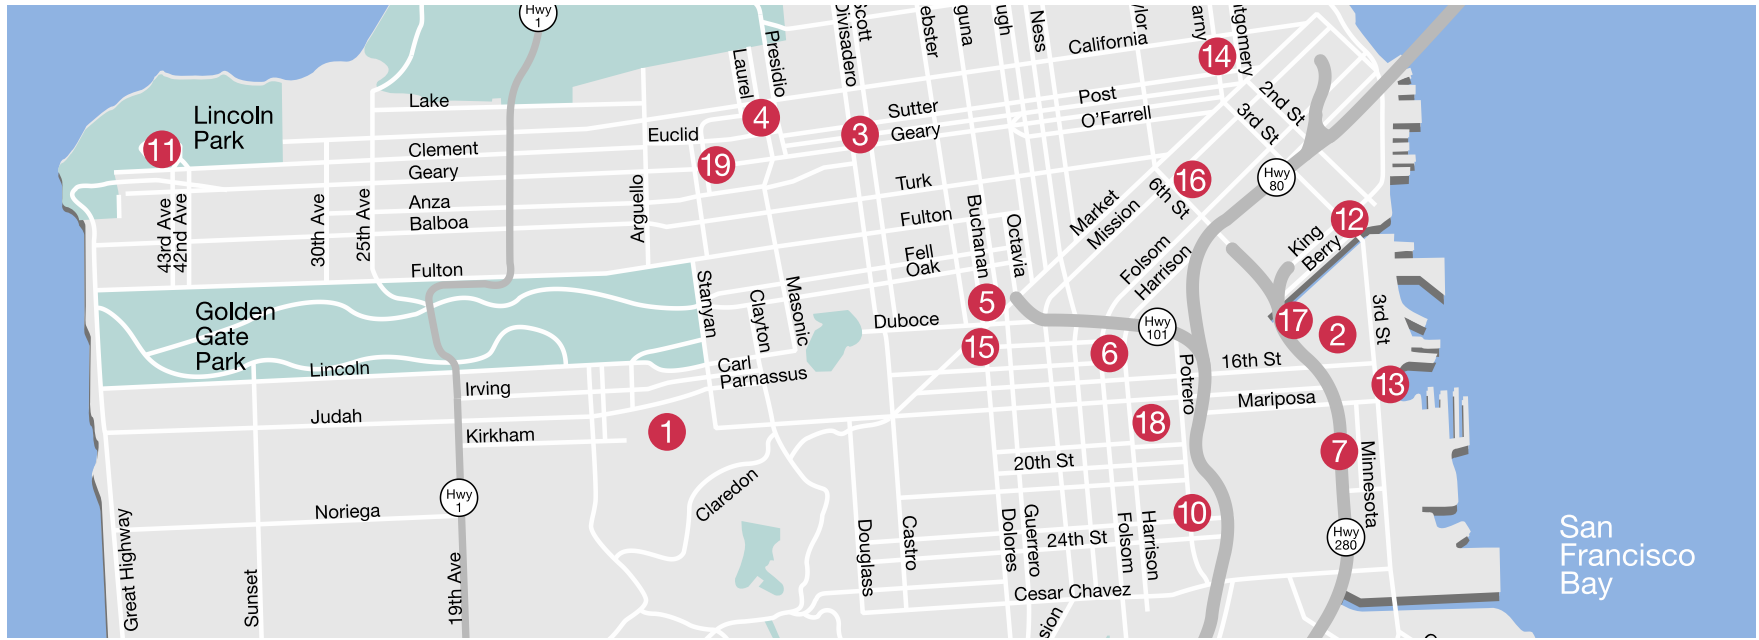 Hwy
1
Scott
Divisadero
Ness
California
Presidio
Laurel
14
Lake
Lincoln
Park
11
Euclid
4
3
Sutter
Geary
Post
O’Farrell
2nd St
3rd St
Clement
Geary
19
Turk
16
Hwy
80
Anza
Balboa
43rd Ave
42nd Ave
30th Ave
25th Ave
Arguello
Fulton
Buchanan
Octavia
Market
Mission
6th St
12
King
Berry
Fell
Oak
Folsom
Harrison
Fulton
Golden
Gate
Park
Stanyan
Clayton
Masonic
5
Duboce
Hwy
101
17
2
3rd St
15
6
16th St
Lincoln
Carl
Parnassus
Irving
Potrero
Mariposa
13
Judah
Kirkham
1
18
7
Minnesota
20th St
Hwy
1
Claredon
Noriega
10
Great Highway
Sunset
19th Ave
Douglass
Castro
Dolores
Guerrero
24th St
Folsom
Harrison
Hwy
280
Cesar Chavez
San
Francisco
Bay